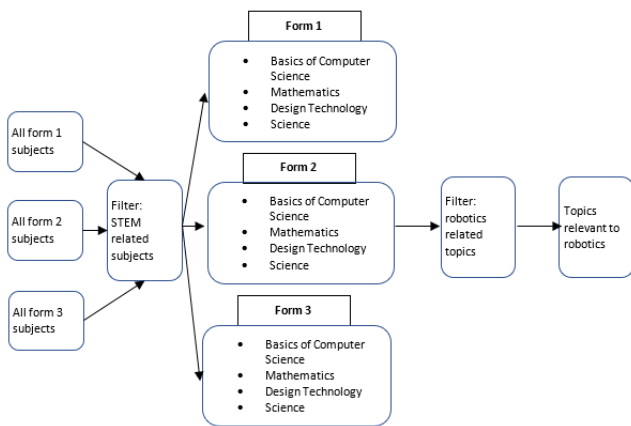 All form 1
subjects
All form 2
subjects
All form 3
subjects
Filter:
STEM
related
subjects
Form 1
• Basics of Computer
Science
• Mathematics
• Design Technology
• Science
Form 2
• Basics of Computer
Science
• Mathematics
• Design Technology
• Science
Form 3
• Basics of Computer
Science
• Mathematics
• Design Technology
• Science
Filter:
robotics
related
topics
Topics
relevant to
robotics